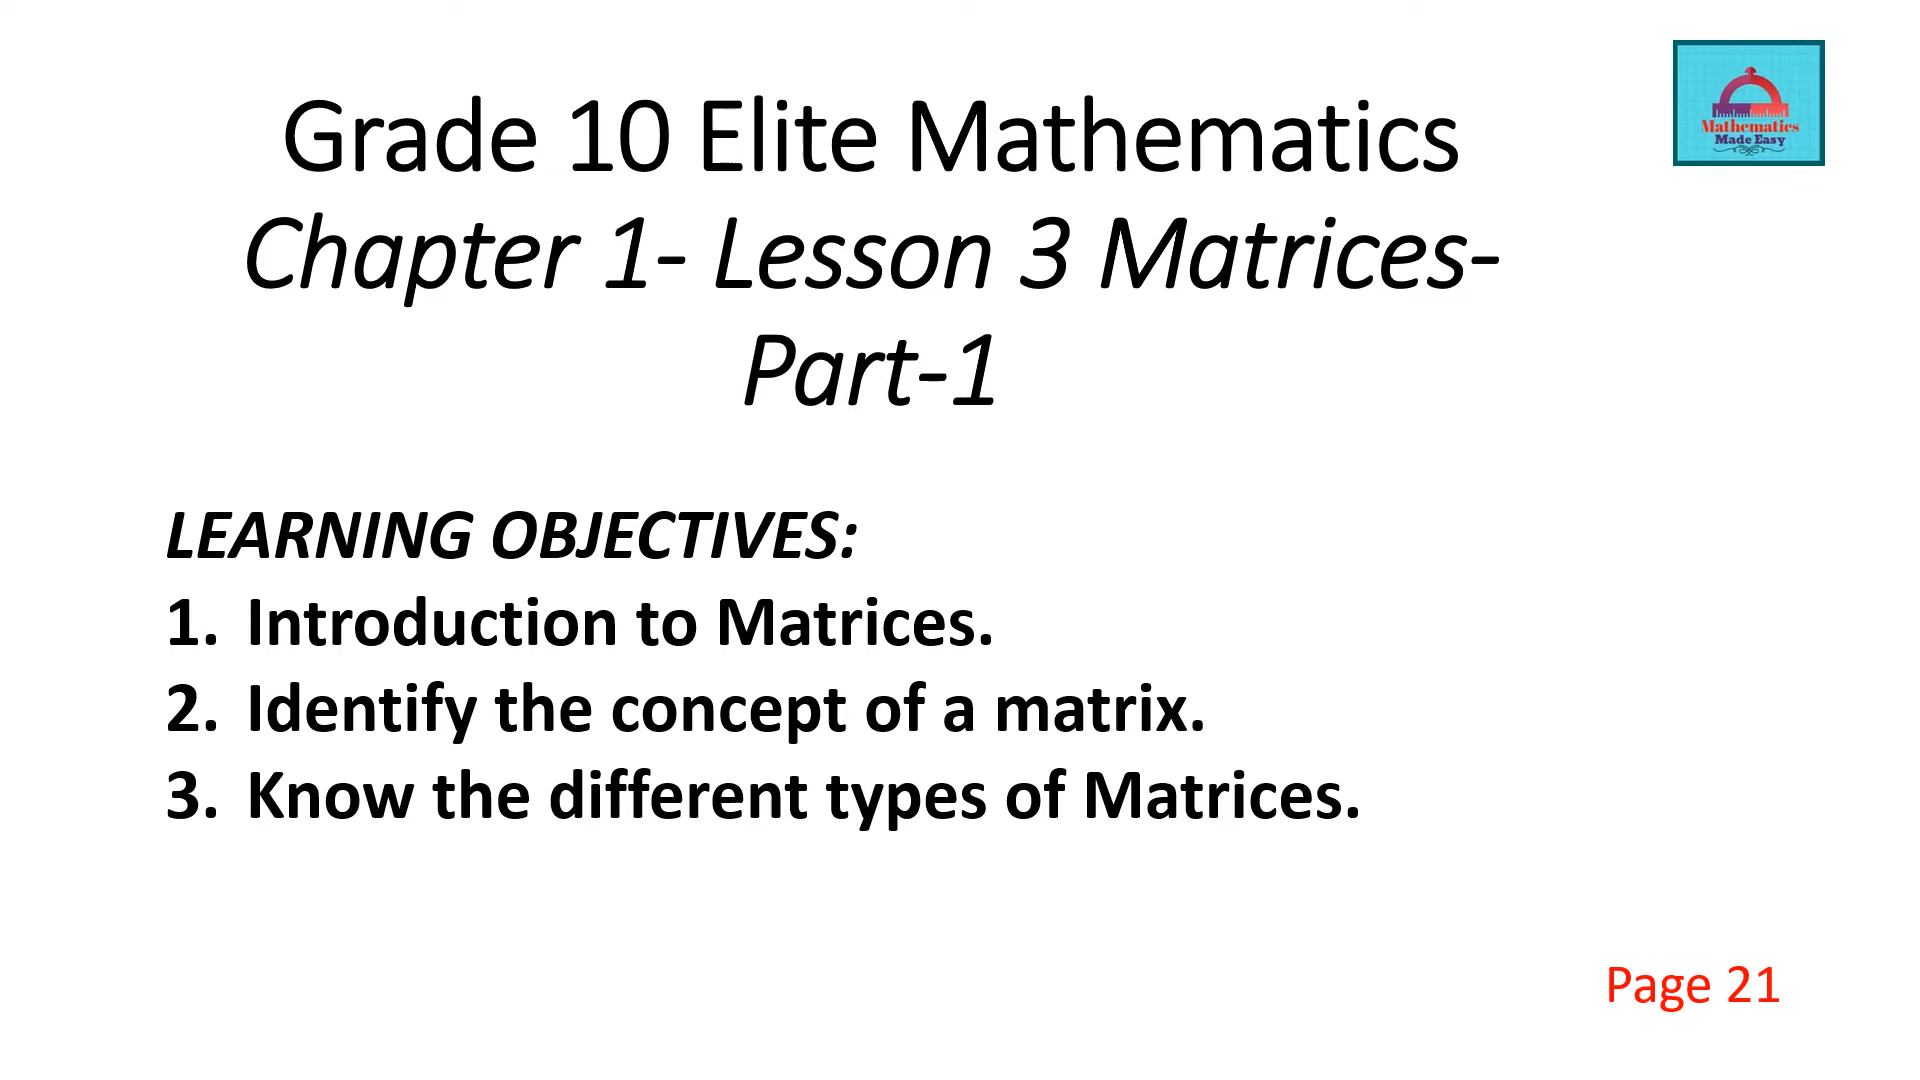 Grade 10 Elite Mathematics
Chapter 1- Lesson 3 Matrices-
Part-1
Mathematics
Made Easy
LEARNING OBJECTIVES:
1. Introduction to Matrices.
2. Identify the concept of a matrix.
3. Know the different types of Matrices.
Page 21